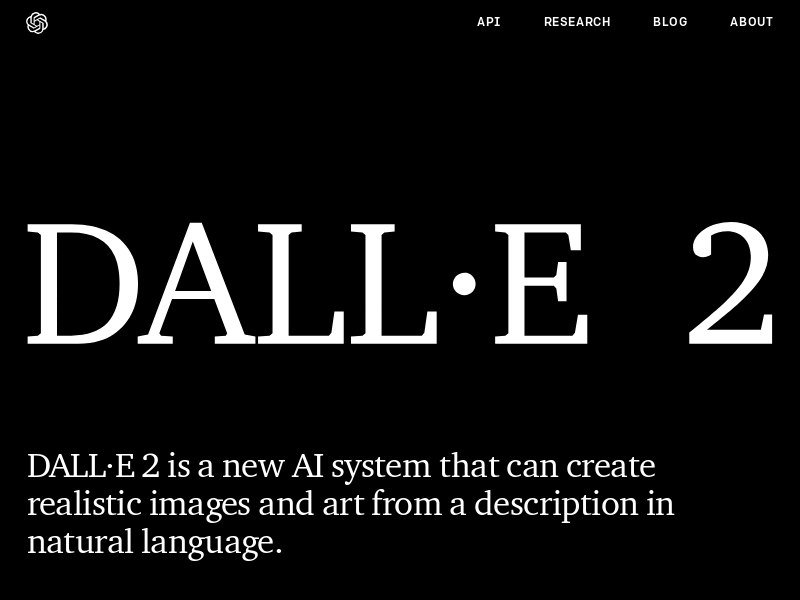 API RESEARCH BLOG ABOUT
DALL·E 2
DALL·E 2 is a new AI system that can create
realistic images and art from a description in
natural language.